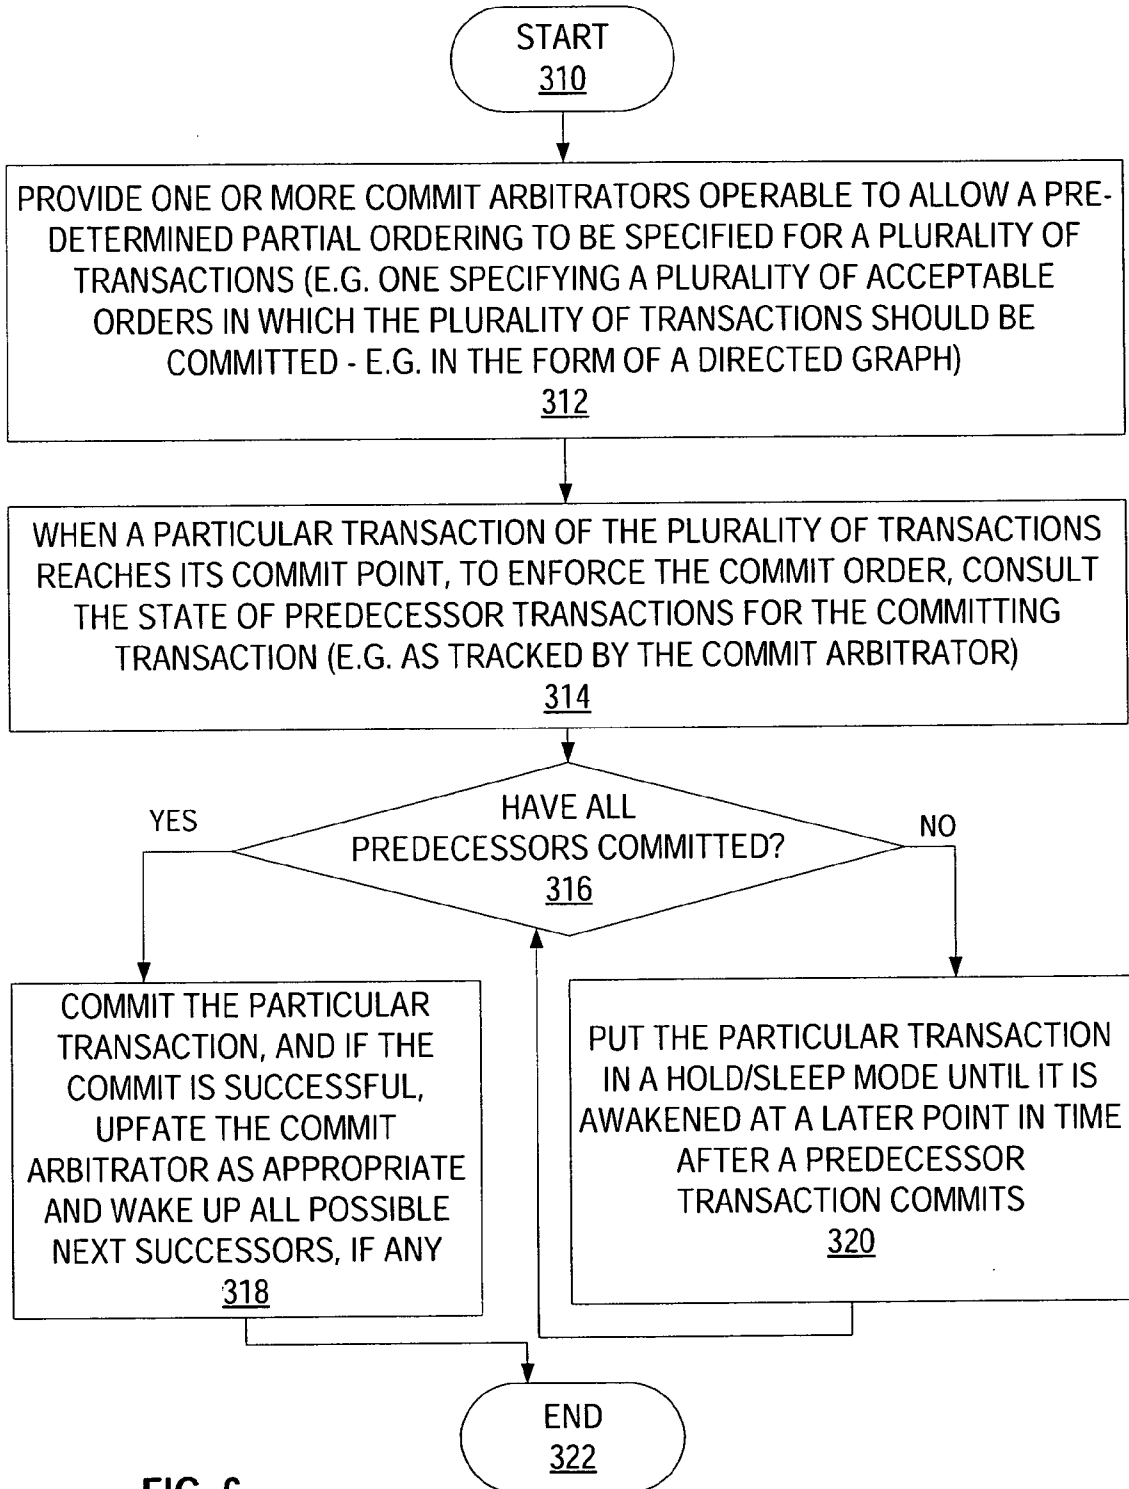 START
310
PROVIDE ONE OR MORE COMMIT ARBITRATORS OPERABLE TO ALLOW A PRE-
DETERMINED PARTIAL ORDERING TO BE SPECIFIED FOR A PLURALITY OF
TRANSACTIONS (E.G. ONE SPECIFYING A PLURALITY OF ACCEPTABLE
ORDERS IN WHICH THE PLURALITY OF TRANSACTIONS SHOULD BE
COMMITTED - E.G. IN THE FORM OF A DIRECTED GRAPH)
312
WHEN A PARTICULAR TRANSACTION OF THE PLURALITY OF TRANSACTIONS
REACHES ITS COMMIT POINT, TO ENFORCE THE COMMIT ORDER, CONSULT
THE STATE OF PREDECESSOR TRANSACTIONS FOR THE COMMITTING
TRANSACTION (E.G. AS TRACKED BY THE COMMIT ARBITRATOR)
314
HAVE ALL
PREDECESSORS COMMITTED?
316
YES
NO
COMMIT THE PARTICULAR
TRANSACTION, AND IF THE
COMMIT IS SUCCESSFUL,
UPFATE THE COMMIT
ARBITRATOR AS APPROPRIATE
AND WAKE UP ALL POSSIBLE
NEXT SUCCESSORS, IF ANY
318
PUT THE PARTICULAR TRANSACTION
IN A HOLD/SLEEP MODE UNTIL IT IS
AWAKENED AT A LATER POINT IN TIME
AFTER A PREDECESSOR
TRANSACTION COMMITS
320
END
322
FIG. 6